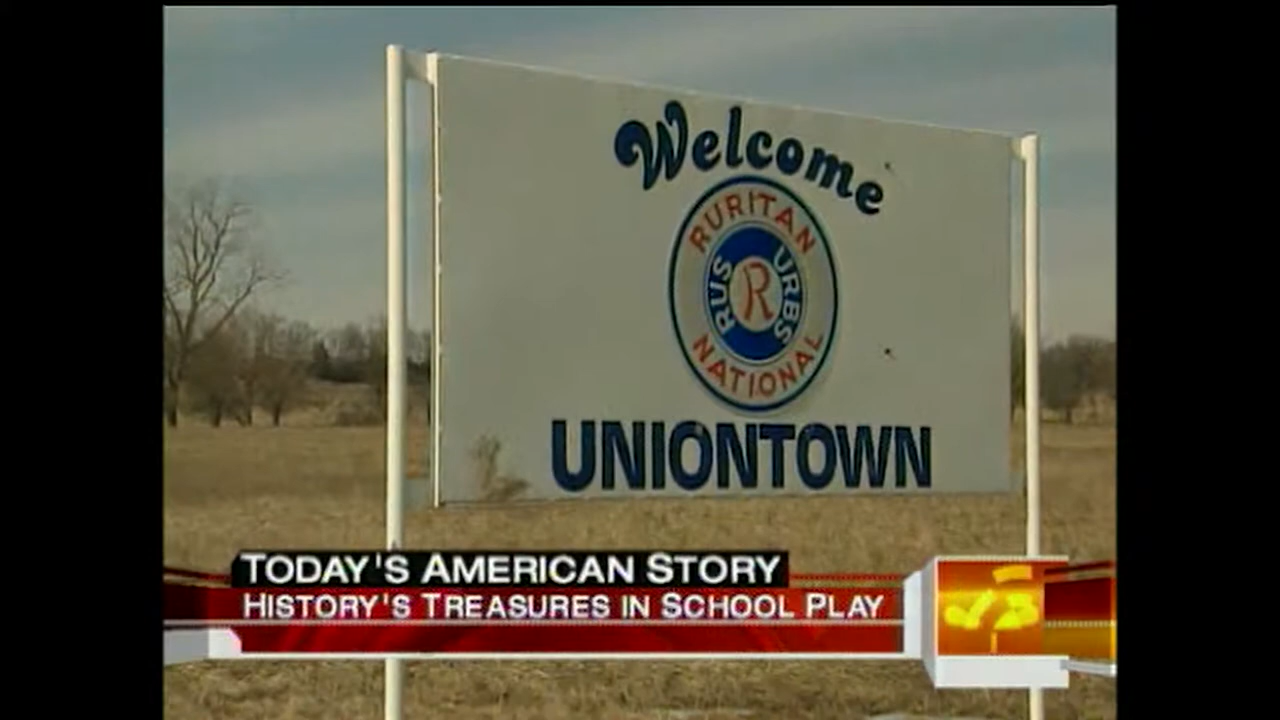 Welcome
RURITAN
RUS R URBS
NATIONAL
UNIONTOWN
TODAY'S AMERICAN STORY
HISTORY'S TREASURES IN SCHOOL PLAY